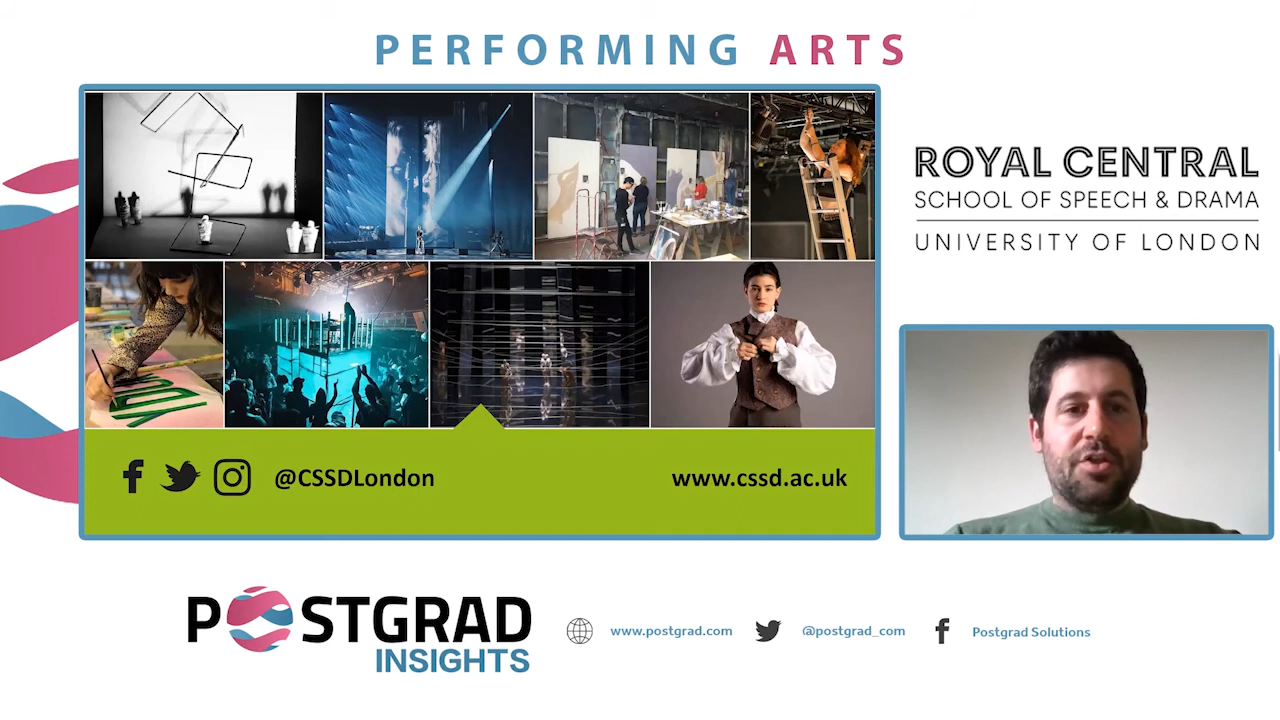 PERFORMING ARTS
ROYAL CENTRAL
SCHOOL OF SPEECH & DRAMA
UNIVERSITY OF LONDON
@CSSDLondon
www.cssd.ac.uk
POSTGRAD
INSIGHTS
www.postgrad.com
@postgrad_com
Postgrad Solutions